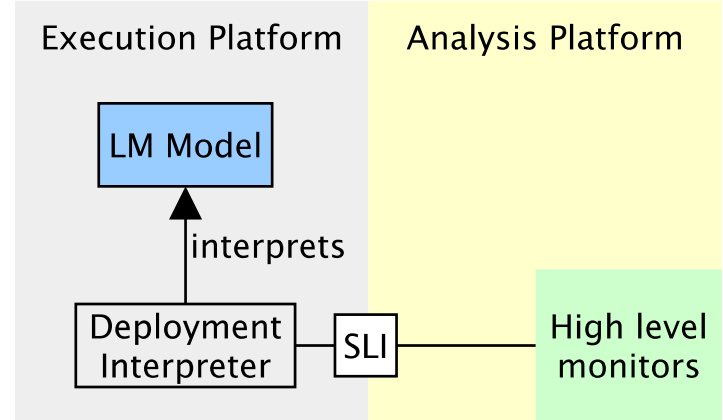 Execution Platform
Analysis Platform
LM Model
interprets
Deployment
Interpreter
SLI
High level
monitors